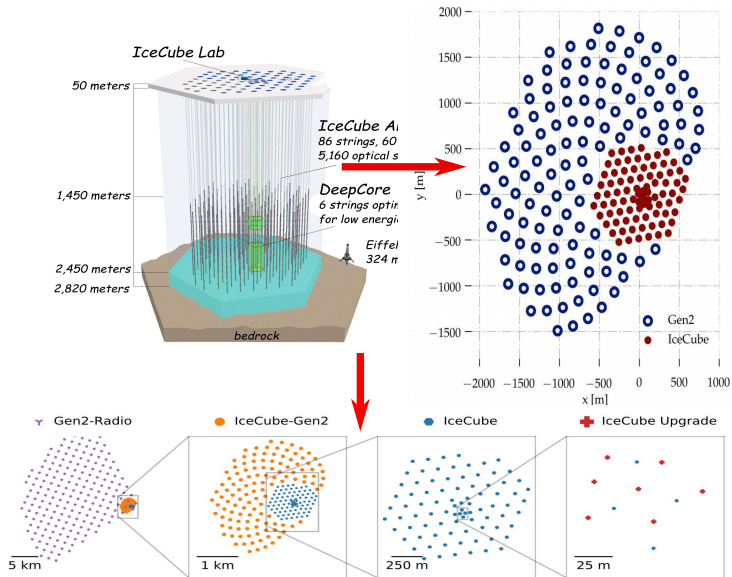 IceCube Lab
50 meters
IceCube A
86 strings, 60
5,160 optical s
1,450 meters
DeepCore
6 strings optin
for low energi
Eiffel
324 m
2,450 meters
2,820 meters
bedrock
2000
1500
1000
500
0
−500
−1000
−1500
y [m]
Gen2
IceCube
−2000 −1500 −1000 −500 0 500 1000
x [m]
Gen2-Radio
IceCube-Gen2
IceCube
IceCube Upgrade
5 km
1 km
250 m
25 m